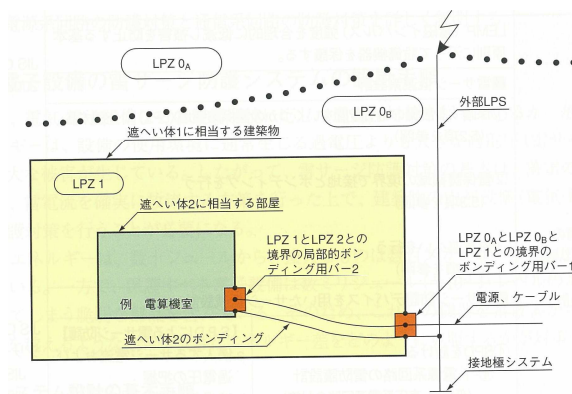 LPZ 0A
LPZ 0B
外部LPS
遮へい体1に相当する建築物
LPZ 1
遮へい体2に相当する部屋
LPZ 1とLPZ 2との
境界の局部的ボン
ディング用バー2
LPZ 0AとLPZ 0Bと
LPZ 1との境界の
ボンディング用バー1
例 電算機室
電源、ケーブル
遮へい体2のボンディング
接地極システム